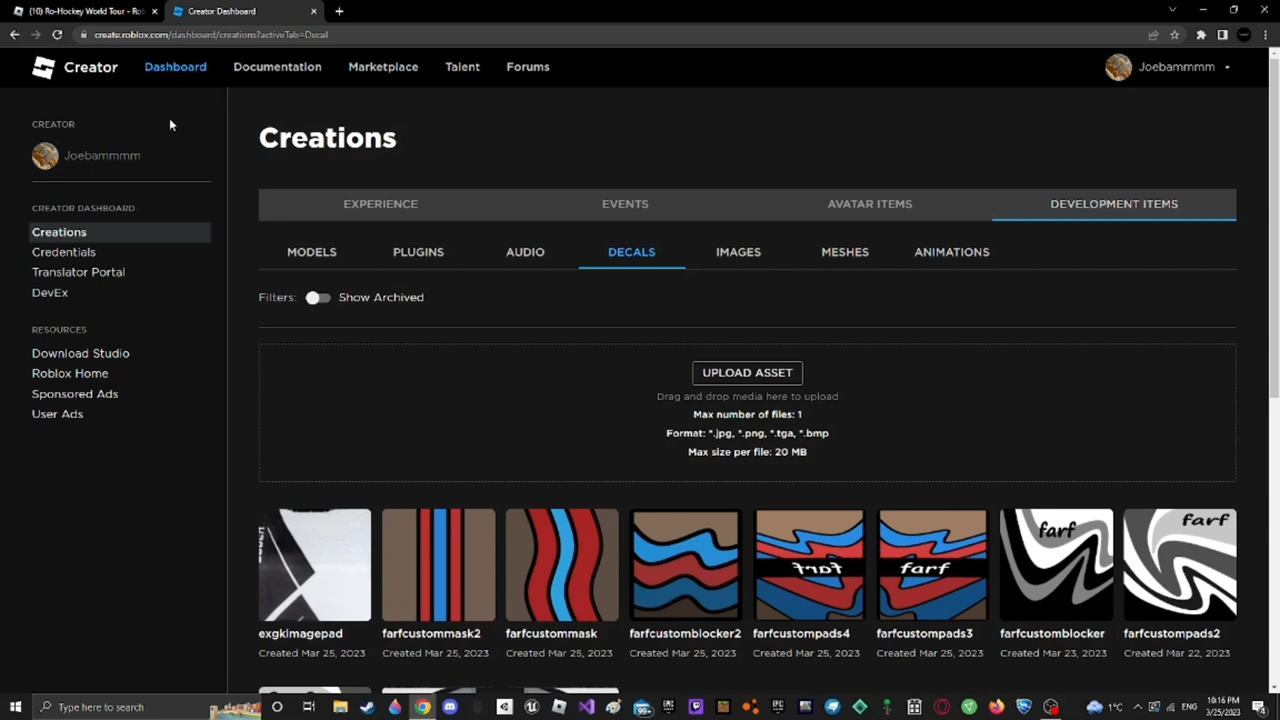 (10) Ro-Hockey World Tour - Rob
Creator Dashboard
create.roblox.com/dashboard/creations?activeTab=Decal
Creator
Dashboard
Documentation
Marketplace
Talent
Forums
Joebammmm
CREATOR
Joebammmm
CREATOR DASHBOARD
Creations
Credentials
Translator Portal
DevEx
RESOURCES
Download Studio
Roblox Home
Sponsored Ads
User Ads
Creations
EXPERIENCE
EVENTS
AVATAR ITEMS
DEVELOPMENT ITEMS
MODELS
PLUGINS
AUDIO
DECALS
IMAGES
MESHES
ANIMATIONS
Filters:
Show Archived
UPLOAD ASSET
Drag and drop media here to upload
Max number of files: 1
Format: *.jpg, *.png, *.tga, *.bmp
Max size per file: 20 MB
farf
farf
farf
farf
exgkimagepad
farfcustommask2
farfcustommask
farfcustomblocker2
farfcustompads4
farfcustompads3
farfcustomblocker
farfcustompads2
Created Mar 25, 2023
Created Mar 25, 2023
Created Mar 25, 2023
Created Mar 25, 2023
Created Mar 25, 2023
Created Mar 25, 2023
Created Mar 23, 2023
Created Mar 22, 2023
Type here to search
99+
1°C
ENG
10:16 PM
3/25/2023
4